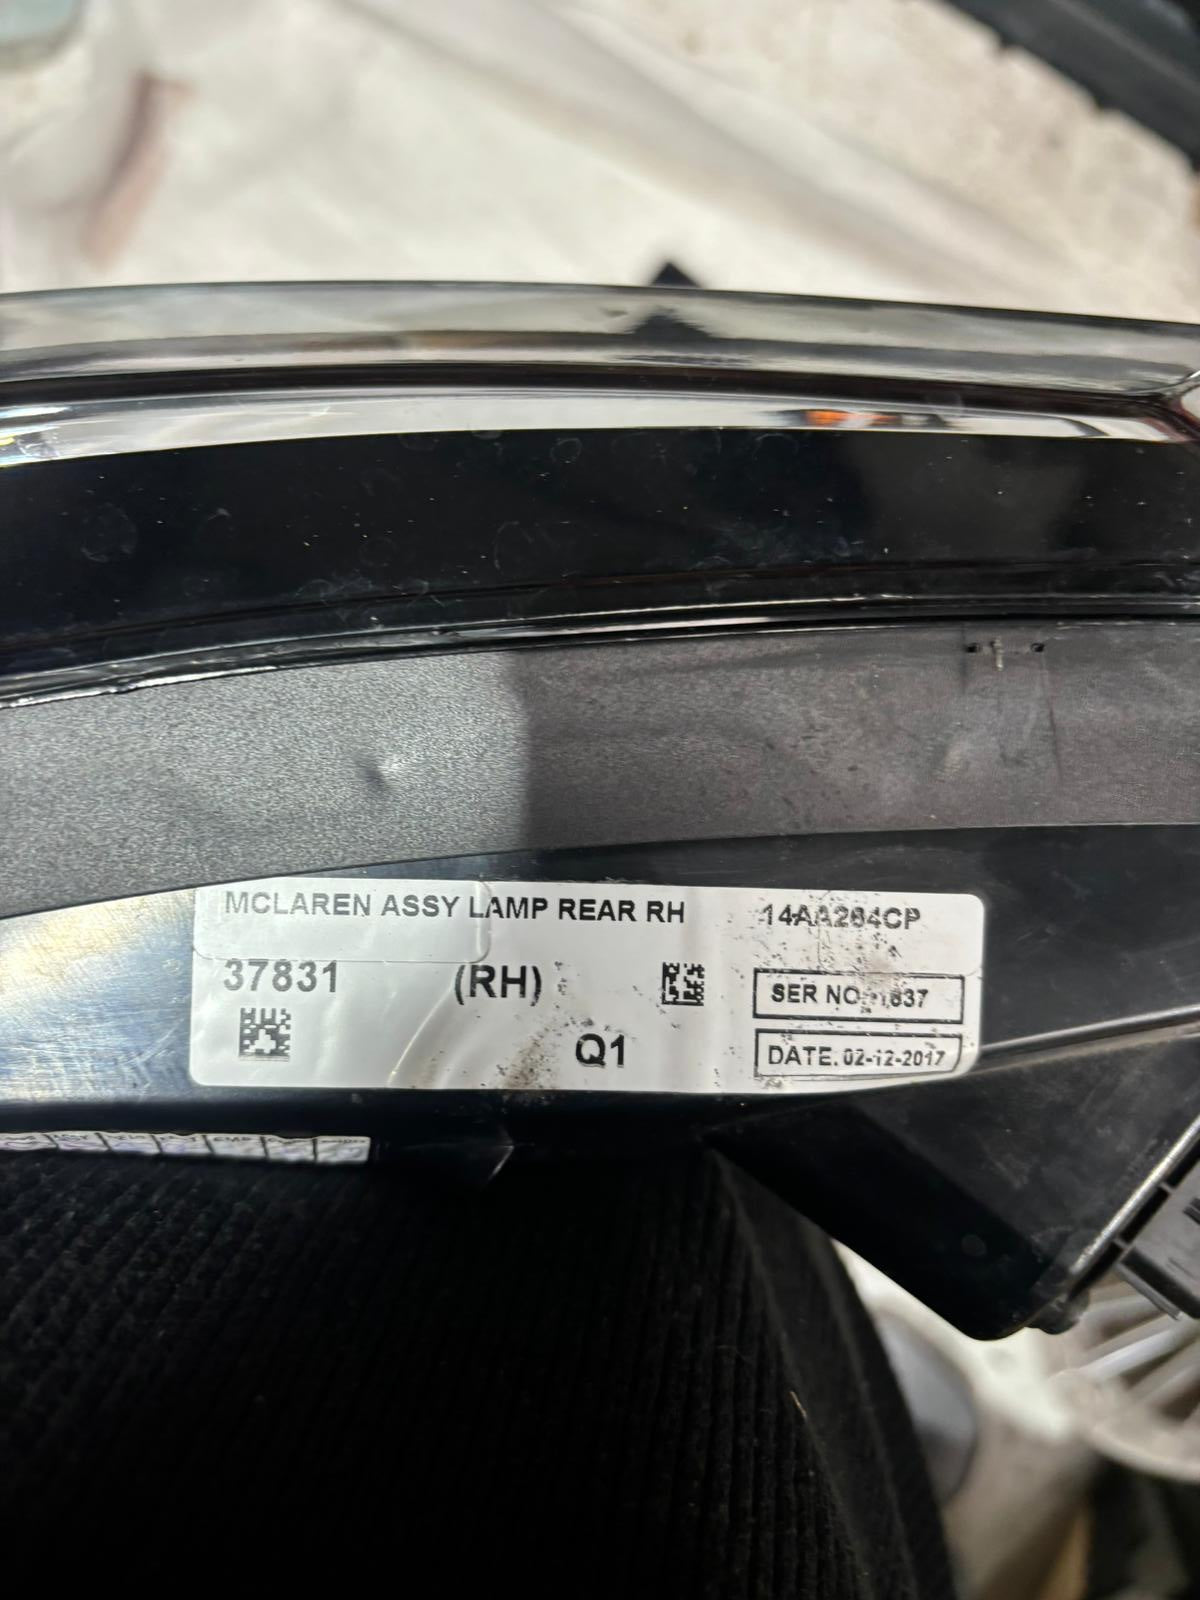 MCLAREN ASSY LAMP REAR RH
14AA264CP
37831 (RH)
SER NO.
Q1
DATE. 02-12-2017